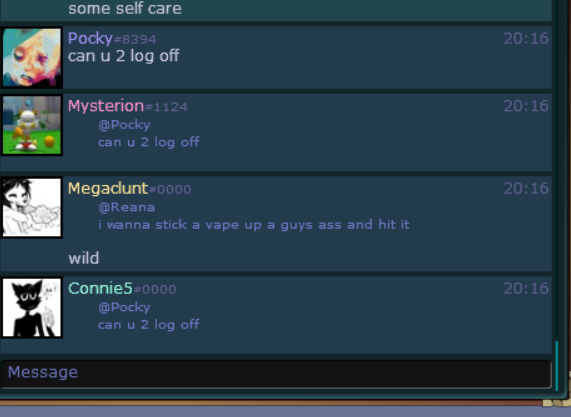 some self care
Pocky#8394 20:16
can u 2 log off
Mysterion#1124 20:16
@Pocky
can u 2 log off
Megaclunt#0000 20:16
@Reana
i wanna stick a vape up a guys ass and hit it
wild
Connie5#0000 20:16
@Pocky
can u 2 log off
Message